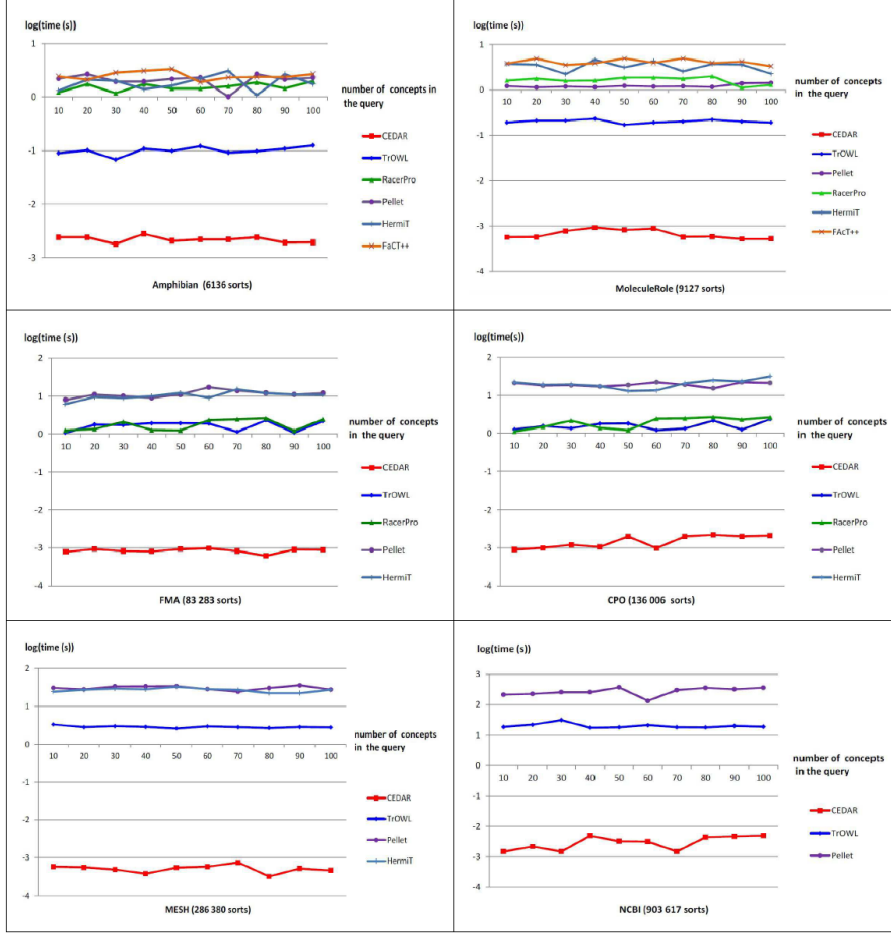 log(time (s))
1
0
-1
-2
-3
10 20 30 40 50 60 70 80 90 100
number of concepts in
the query
CEDAR
TrOWL
RacerPro
Pellet
HermiT
FaCT++
Amphibian (6136 sorts)
log(time (s))
1
0
-1
-2
-3
-4
10 20 30 40 50 60 70 80 90 100
number of concepts
in the query
CEDAR
TrOWL
Pellet
RacerPro
HermiT
FAcT++
MoleculeRole (9127 sorts)
log(time (s))
2
1
0
-1
-2
-3
-4
10 20 30 40 50 60 70 80 90 100
number of concepts
in the query
CEDAR
TrOWL
RacerPro
Pellet
HermiT
FMA (83 283 sorts)
log(time(s))
2
1
0
-1
-2
-3
-4
10 20 30 40 50 60 70 80 90 100
number of concepts
in the query
CEDAR
TrOWL
RacerPro
Pellet
HermiT
CPO (136 006 sorts)
log(time (s))
2
1
0
-1
-2
-3
-4
10 20 30 40 50 60 70 80 90 100
number of concepts
in the query
CEDAR
TrOWL
Pellet
HermiT
MESH (286 380 sorts)
log(time (s))
3
2
1
0
-1
-2
-3
-4
10 20 30 40 50 60 70 80 90 100
number of concepts
in the query
CEDAR
TrOWL
Pellet
NCBI (903 617 sorts)